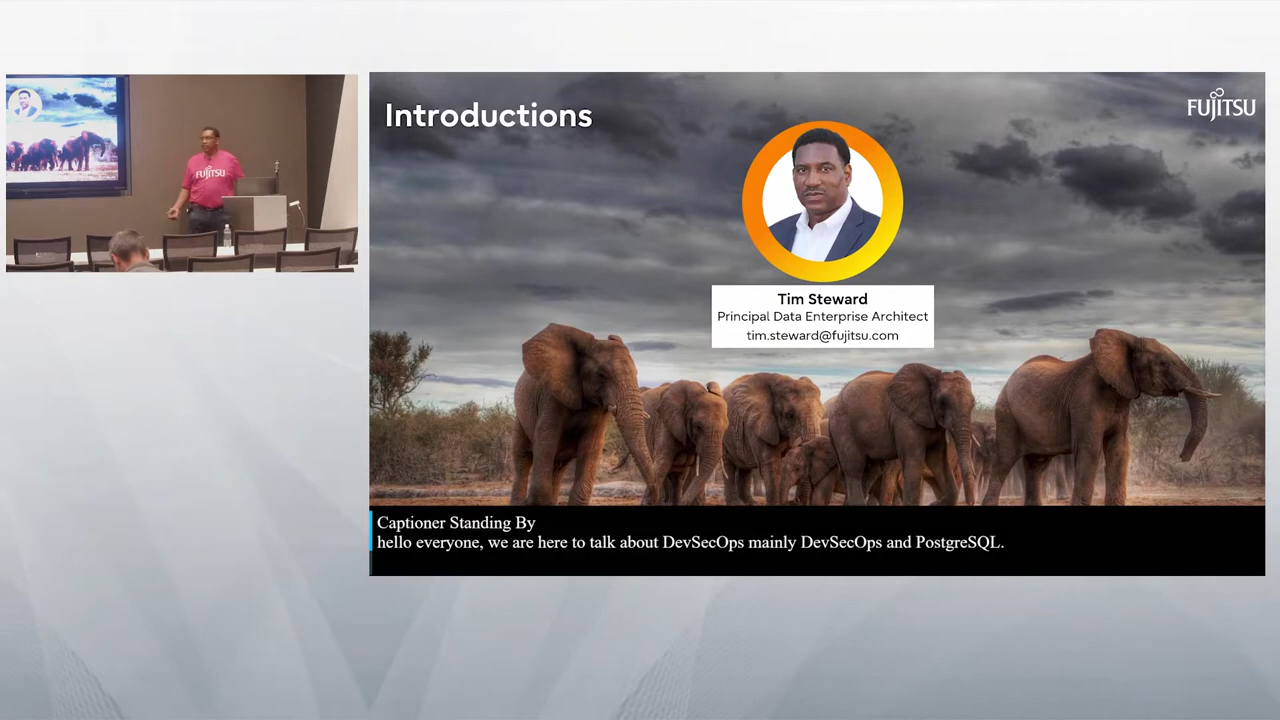 Introductions
FUJITSU
Tim Steward
Principal Data Enterprise Architect
tim.steward@fujitsu.com
FUJITSU
Captioner Standing By
hello everyone, we are here to talk about DevSecOps mainly DevSecOps and PostgreSQL.